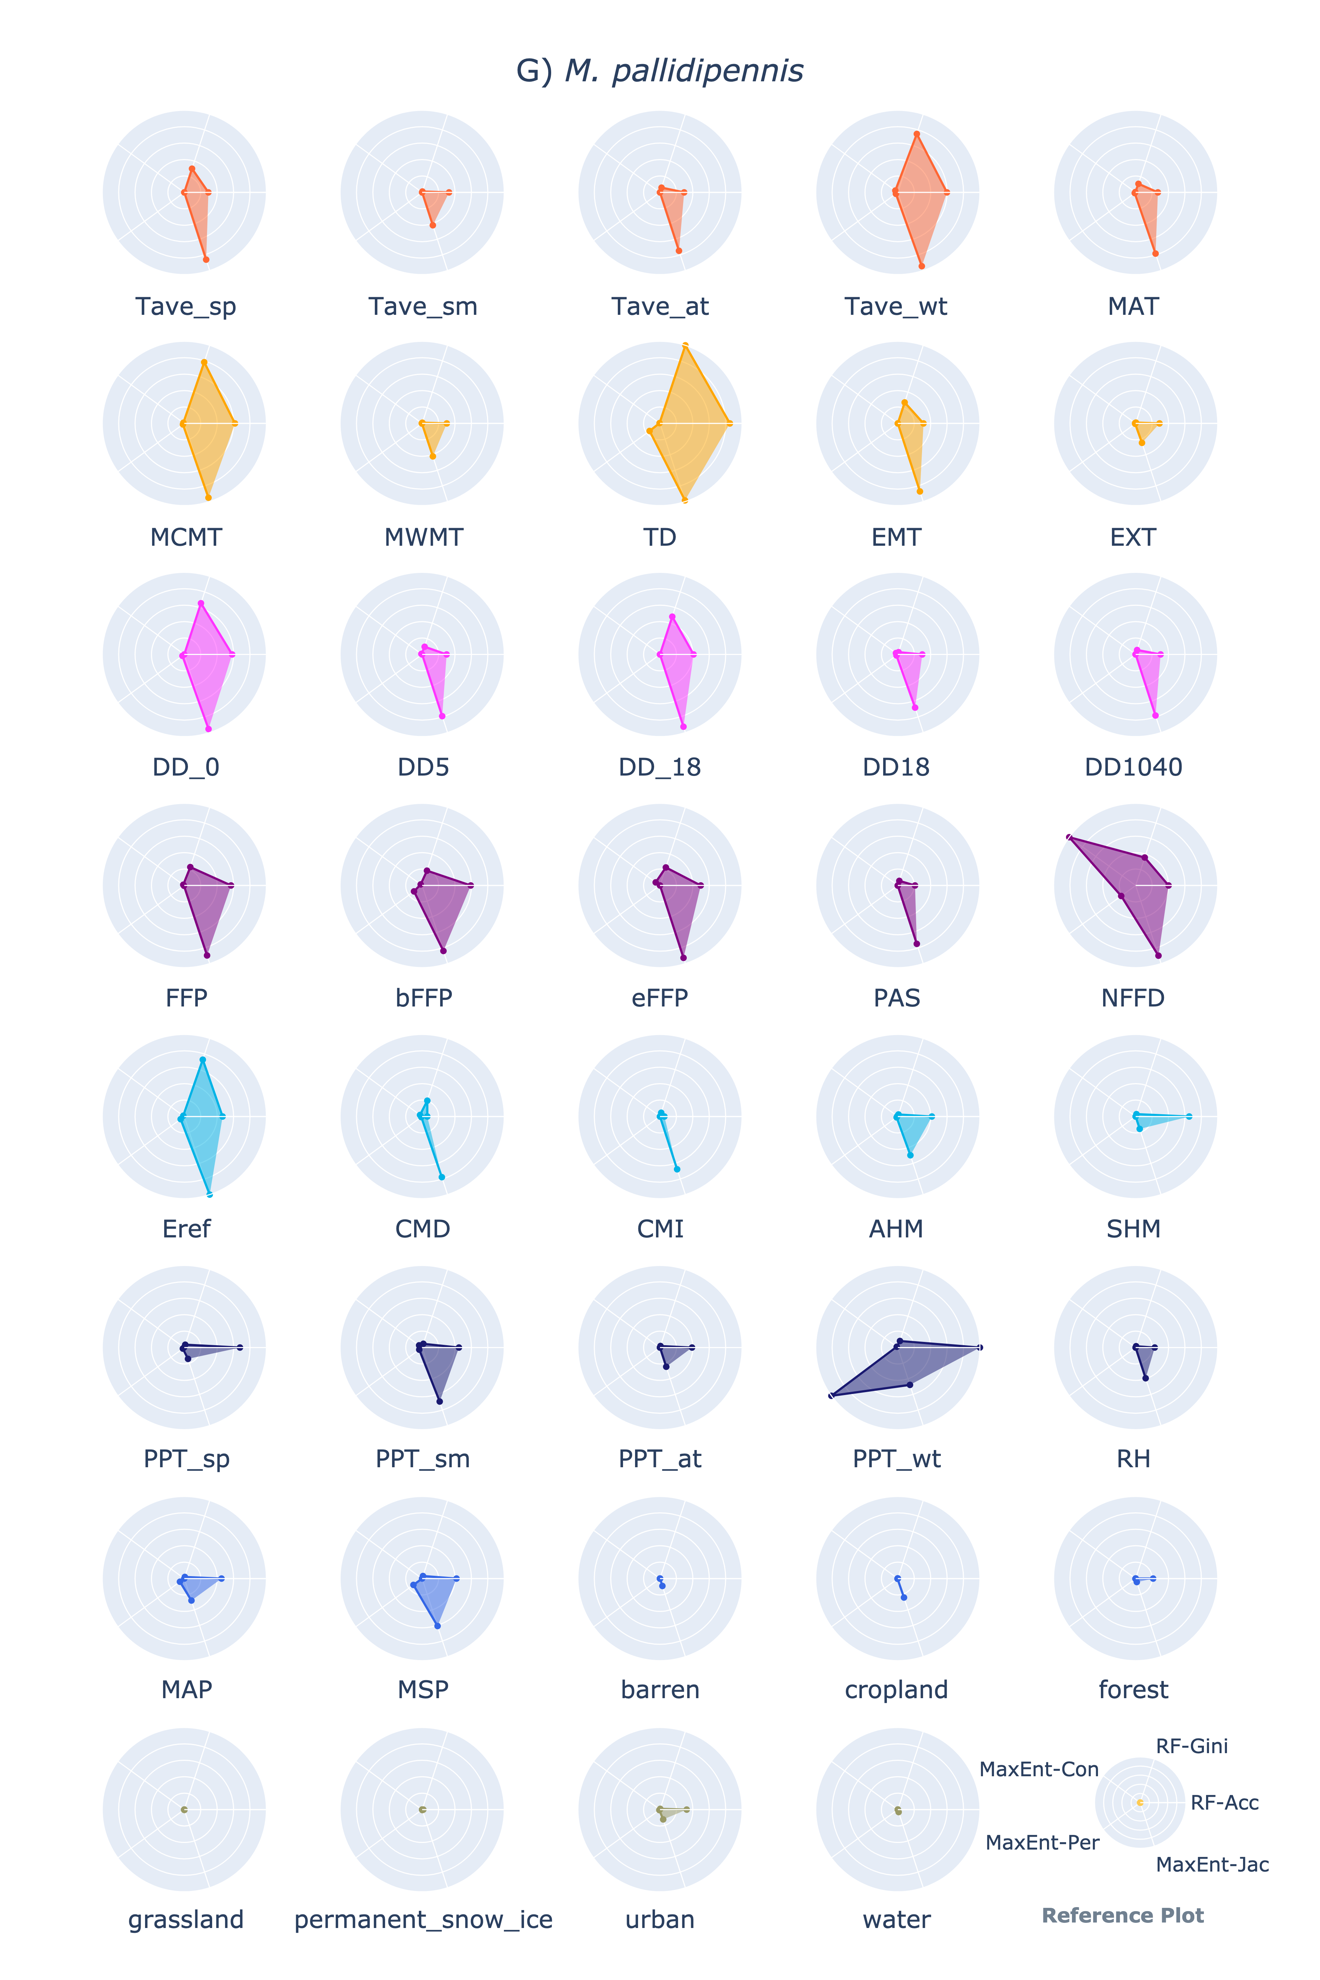 G) M. pallidipennis
Tave_sp
Tave_sm
Tave_at
Tave_wt
MAT
MCMT
MWMT
TD
EMT
EXT
DD_0
DD5
DD_18
DD18
DD1040
FFP
bFFP
eFFP
PAS
NFFD
Eref
CMD
CMI
AHM
SHM
PPT_sp
PPT_sm
PPT_at
PPT_wt
RH
MAP
MSP
barren
cropland
forest
grassland
permanent_snow_ice
urban
water
RF-Gini
MaxEnt-Con
RF-Acc
MaxEnt-Per
MaxEnt-Jac
Reference Plot